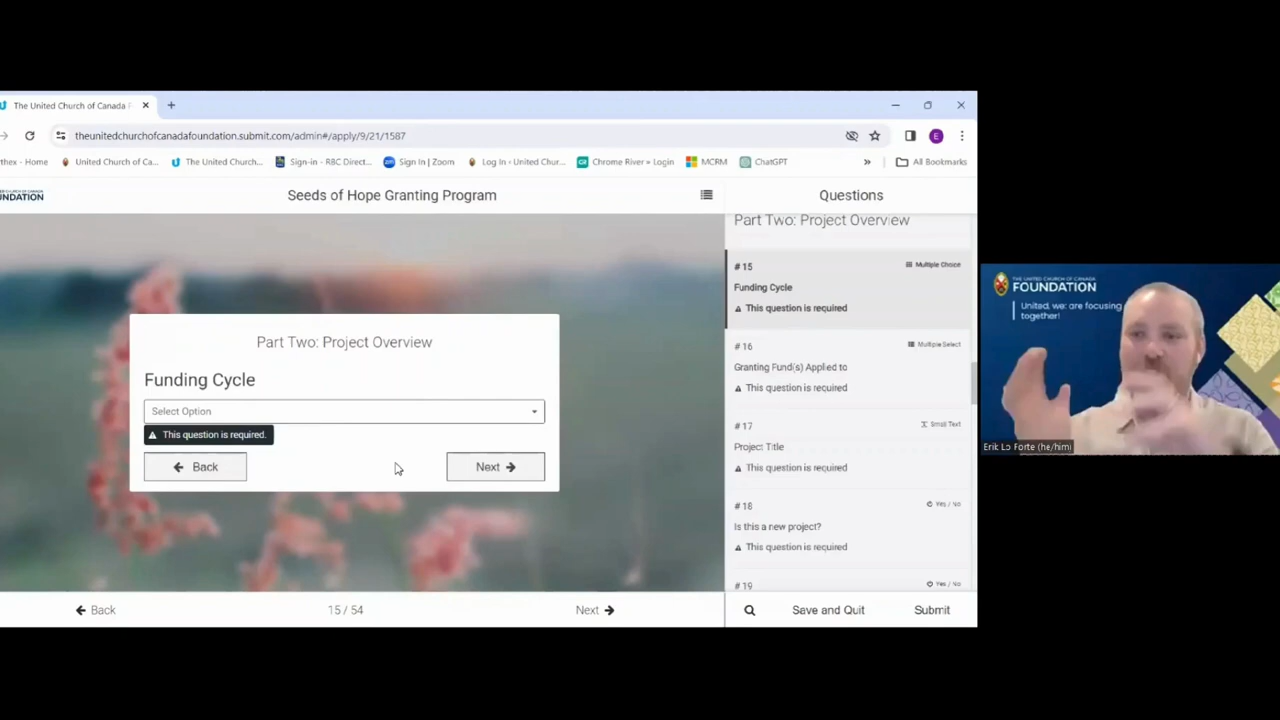 The United Church of Canada F
theunitedchurchofcanadafoundation.submit.com/admin#/apply/9/21/1587
rthex - Home
United Church of Ca...
The United Church...
Sign-in - RBC Direct...
Sign In | Zoom
Log In ‹ United Chur...
Chrome River » Login
MCRM
ChatGPT
»
All Bookmarks
E
UNDATION
Seeds of Hope Granting Program
Questions
Part Two: Project Overview
#15
Multiple Choice
Funding Cycle
This question is required
#16
Multiple Select
Granting Fund(s) Applied to
This question is required
#17
Small Text
Project Title
This question is required
#18
Yes / No
Is this a new project?
This question is required
#19
Yes / No
Part Two: Project Overview
Funding Cycle
Select Option
This question is required.
Back
Next
Back
15 / 54
Next
Save and Quit
Submit
THE UNITED CHURCH OF CANADA
FOUNDATION
United, we: are focusing
together!
Erik Lo Forte (he/him)